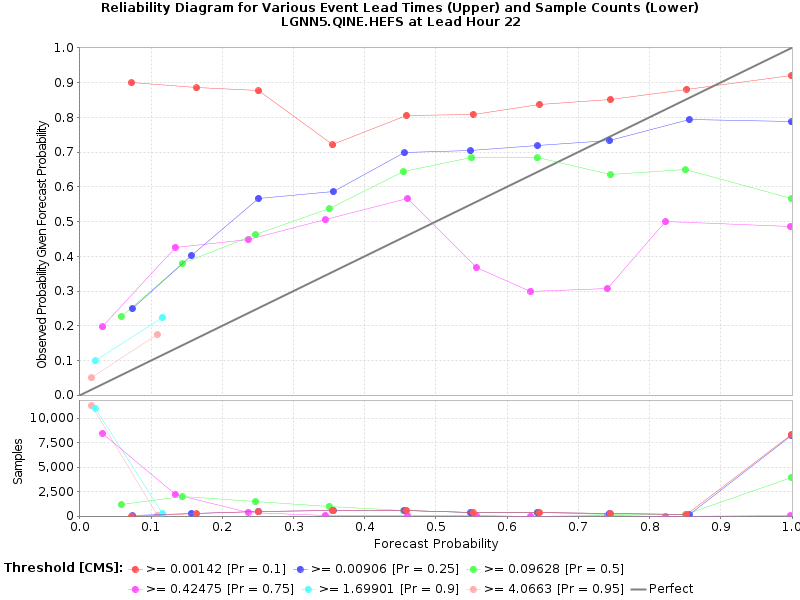 Reliability Diagram for Various Event Lead Times (Upper) and Sample Counts (Lower)
LGNN5.QINE.HEFS at Lead Hour 22
Observed Probability Given Forecast Probability
1.0
0.9
0.8
0.7
0.6
0.5
0.4
0.3
0.2
0.1
0.0
Samples
10,000
7,500
5,000
2,500
0
0.0 0.1 0.2 0.3 0.4 0.5 0.6 0.7 0.8 0.9 1.0
Forecast Probability
Threshold [CMS]: >= 0.00142 [Pr = 0.1] >= 0.00906 [Pr = 0.25] >= 0.09628 [Pr = 0.5]
>= 0.42475 [Pr = 0.75] >= 1.69901 [Pr = 0.9] >= 4.0663 [Pr = 0.95] Perfect